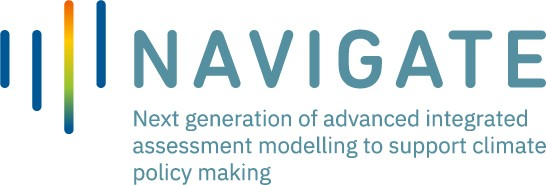 NAVIGATE
Next generation of advanced integrated
assessment modelling to support climate
policy making